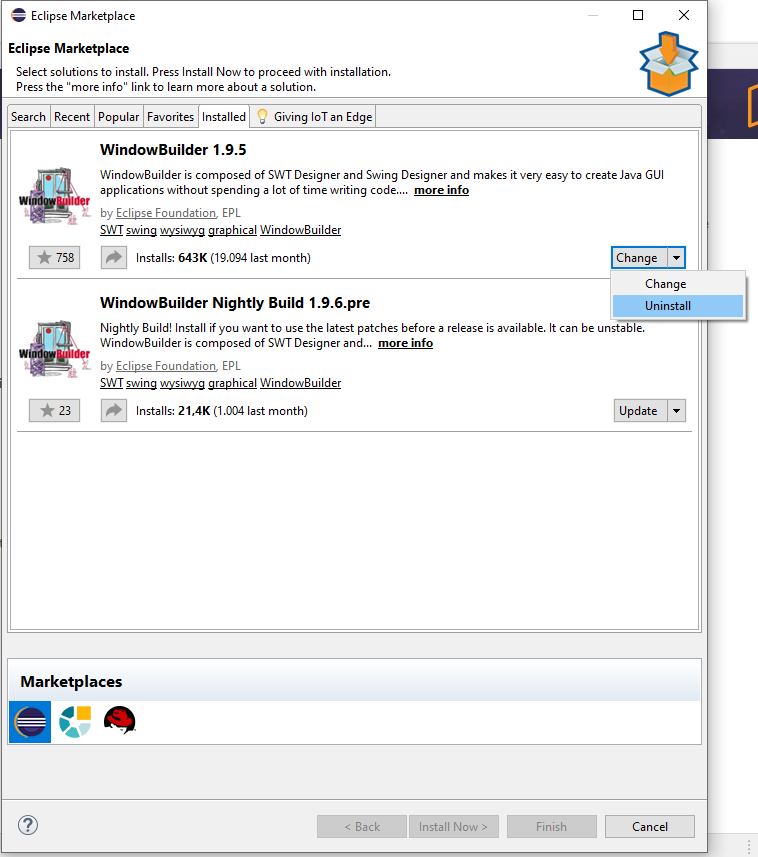 Eclipse Marketplace
Eclipse Marketplace
Select solutions to install. Press Install Now to proceed with installation.
Press the "more info" link to learn more about a solution.
Search Recent Popular Favorites Installed Giving IoT an Edge
WindowBuilder 1.9.5
WindowBuilder is composed of SWT Designer and Swing Designer and makes it very easy to create Java GUI
applications without spending a lot of time writing code.... more info
WindowBuilder
by Eclipse Foundation, EPL
SWT swing wysiwyg graphical WindowBuilder
758 Installs: 643K (19.094 last month) Change
Change
Uninstall
WindowBuilder Nightly Build 1.9.6.pre
Nightly Build! Install if you want to use the latest patches before a release is available. It can be unstable.
WindowBuilder is composed of SWT Designer and... more info
WindowBuilder
by Eclipse Foundation, EPL
SWT swing wysiwyg graphical WindowBuilder
23 Installs: 21,4K (1.004 last month) Update
Marketplaces
? < Back Install Now > Finish Cancel